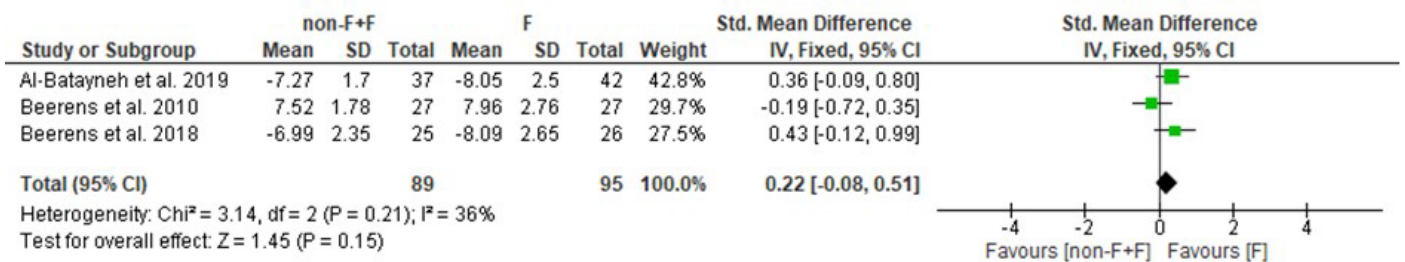 non-F+F F Std. Mean Difference Std. Mean Difference
Study or Subgroup Mean SD Total Mean SD Total Weight IV, Fixed, 95% CI IV, Fixed, 95% CI
Al-Batayneh et al. 2019 -7.27 1.7 37 -8.05 2.5 42 42.8% 0.36 [-0.09, 0.80]
Beerens et al. 2010 7.52 1.78 27 7.96 2.76 27 29.7% -0.19 [-0.72, 0.35]
Beerens et al. 2018 -6.99 2.35 25 -8.09 2.65 26 27.5% 0.43 [-0.12, 0.99]
Total (95% CI) 89 95 100.0% 0.22 [-0.08, 0.51]
Heterogeneity: Chi² = 3.14, df = 2 (P = 0.21); I² = 36%
Test for overall effect: Z = 1.45 (P = 0.15)
-4 -2 0 2 4
Favours [non-F+F] Favours [F]